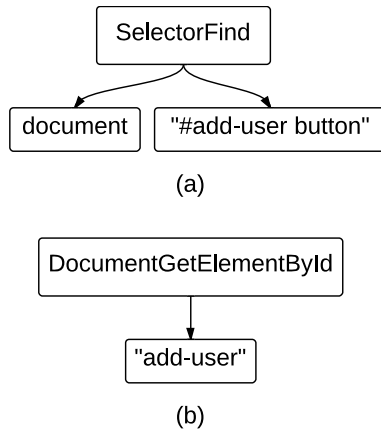 SelectorFind
document
"#add-user button"
(a)
DocumentGetElementById
"add-user"
(b)